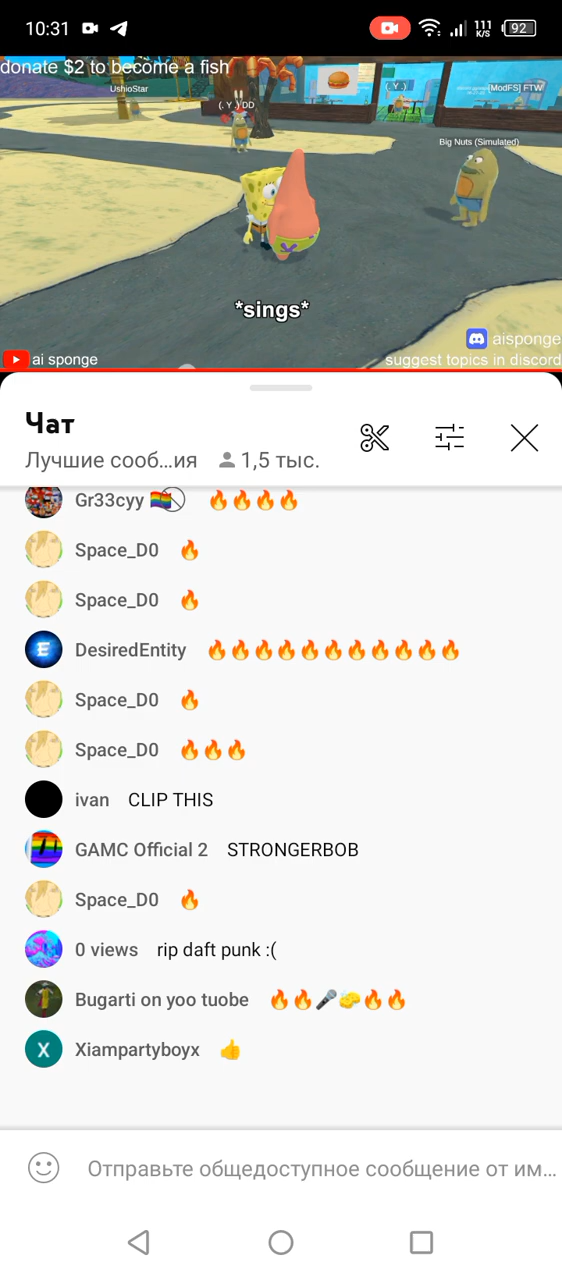 10:31
111
K/S
92
donate $2 to become a fish
UshioStar
(. Y .) DD
(. Y .)
[ModFS] FTW
Big Nuts (Simulated)
*sings*
aisponge
ai sponge
suggest topics in discord
Чат
Лучшие сооб...ия 1,5 тыс.
Gr33cyy 🏳️‍🌈🚫 🔥🔥🔥🔥
Space_D0 🔥
Space_D0 🔥
DesiredEntity 🔥🔥🔥🔥🔥🔥🔥🔥🔥🔥🔥
Space_D0 🔥
Space_D0 🔥🔥🔥
ivan CLIP THIS
GAMC Official 2 STRONGERBOB
Space_D0 🔥
0 views rip daft punk :(
Bugarti on yoo tuobe 🔥🔥🎤🧽🔥🔥
X Xiampartyboyx 👍
Отправьте общедоступное сообщение от им...